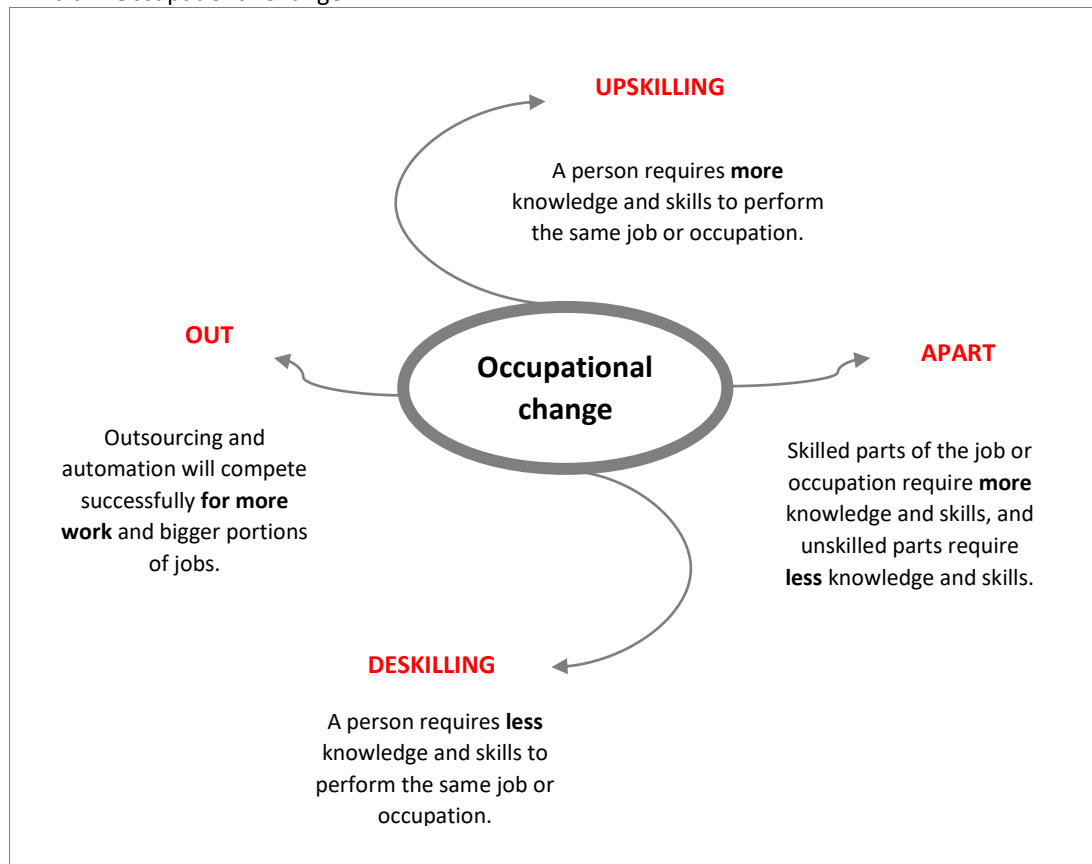 UPSKILLING
A person requires more
knowledge and skills to perform
the same job or occupation.
OUT
Outsourcing and
automation will compete
successfully for more
work and bigger portions
of jobs.
Occupational
change
APART
Skilled parts of the job or
occupation require more
knowledge and skills, and
unskilled parts require
less knowledge and skills.
DESKILLING
A person requires less
knowledge and skills to
perform the same job or
occupation.